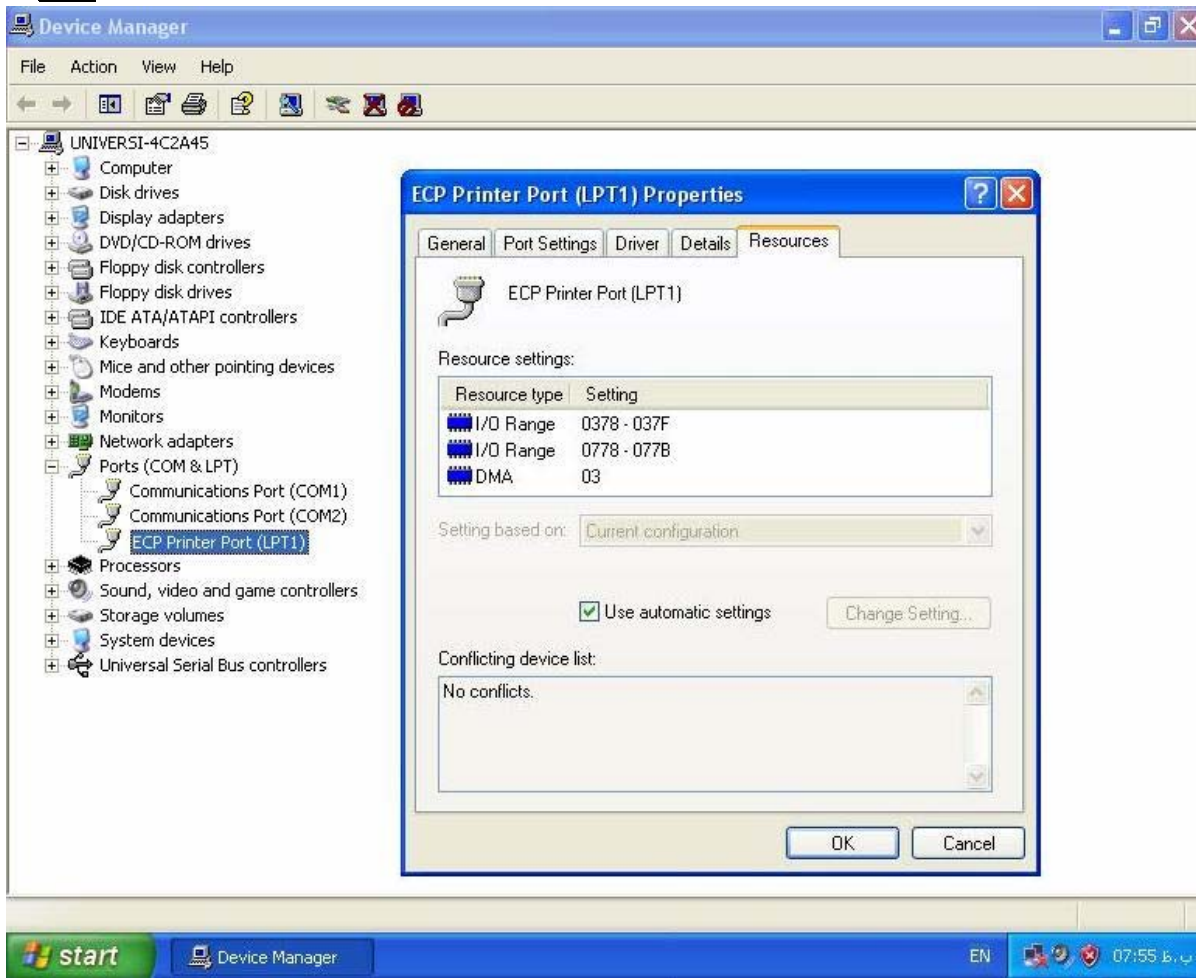 Device Manager
File Action View Help
UNIVERSI-4C2A45
Computer
Disk drives
Display adapters
DVD/CD-ROM drives
Floppy disk controllers
Floppy disk drives
IDE ATA/ATAPI controllers
Keyboards
Mice and other pointing devices
Modems
Monitors
Network adapters
Ports (COM & LPT)
Communications Port (COM1)
Communications Port (COM2)
ECP Printer Port (LPT1)
Processors
Sound, video and game controllers
Storage volumes
System devices
Universal Serial Bus controllers
ECP Printer Port (LPT1) Properties
General Port Settings Driver Details Resources
ECP Printer Port (LPT1)
Resource settings:
Resource type Setting
I/O Range 0378 - 037F
I/O Range 0778 - 077B
DMA 03
Setting based on: Current configuration
Use automatic settings Change Setting...
Conflicting device list:
No conflicts.
OK Cancel
start Device Manager EN 07:55 ب.ظ